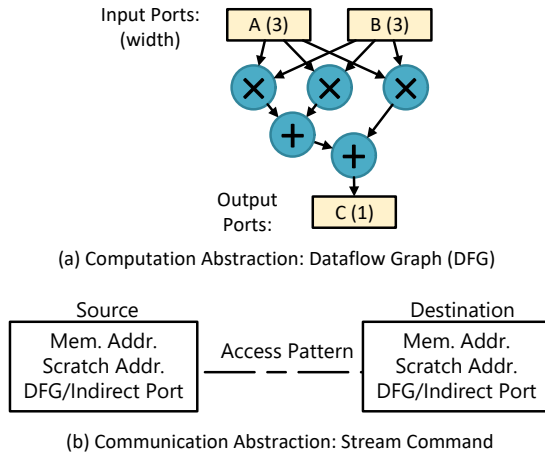 Input Ports:
(width)
A (3)
B (3)
×
×
×
+
+
Output
Ports:
C (1)
(a) Computation Abstraction: Dataflow Graph (DFG)
Source
Destination
Mem. Addr.
Scratch Addr.
DFG/Indirect Port
Access Pattern
Mem. Addr.
Scratch Addr.
DFG/Indirect Port
(b) Communication Abstraction: Stream Command